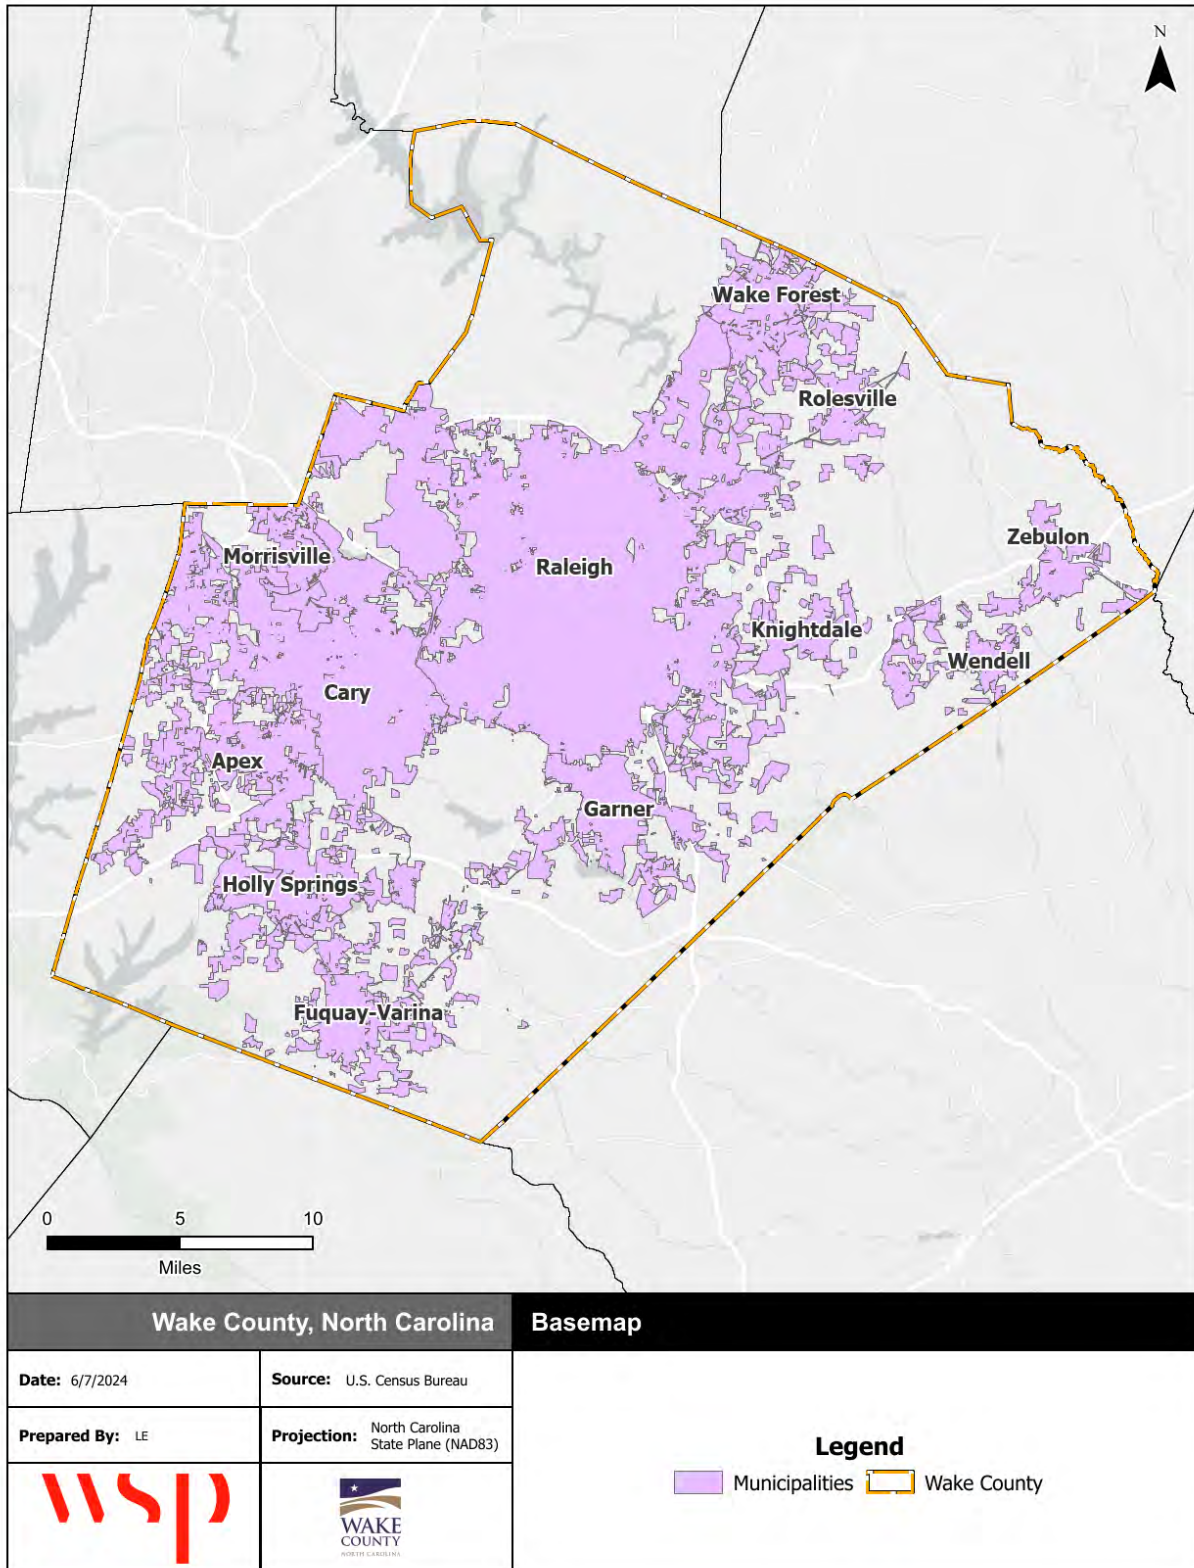 N
Wake Forest
Rolesville
Zebulon
Morrisville
Raleigh
Knightdale
Wendell
Cary
Apex
Garner
Holly Springs
Fuquay-Varina
0 5 10
Miles
Wake County, North Carolina
Basemap
Date: 6/7/2024
Source: U.S. Census Bureau
Prepared By: LE
Projection: North Carolina
State Plane (NAD83)
wsp
WAKE
COUNTY
NORTH CAROLINA
Legend
Municipalities
Wake County